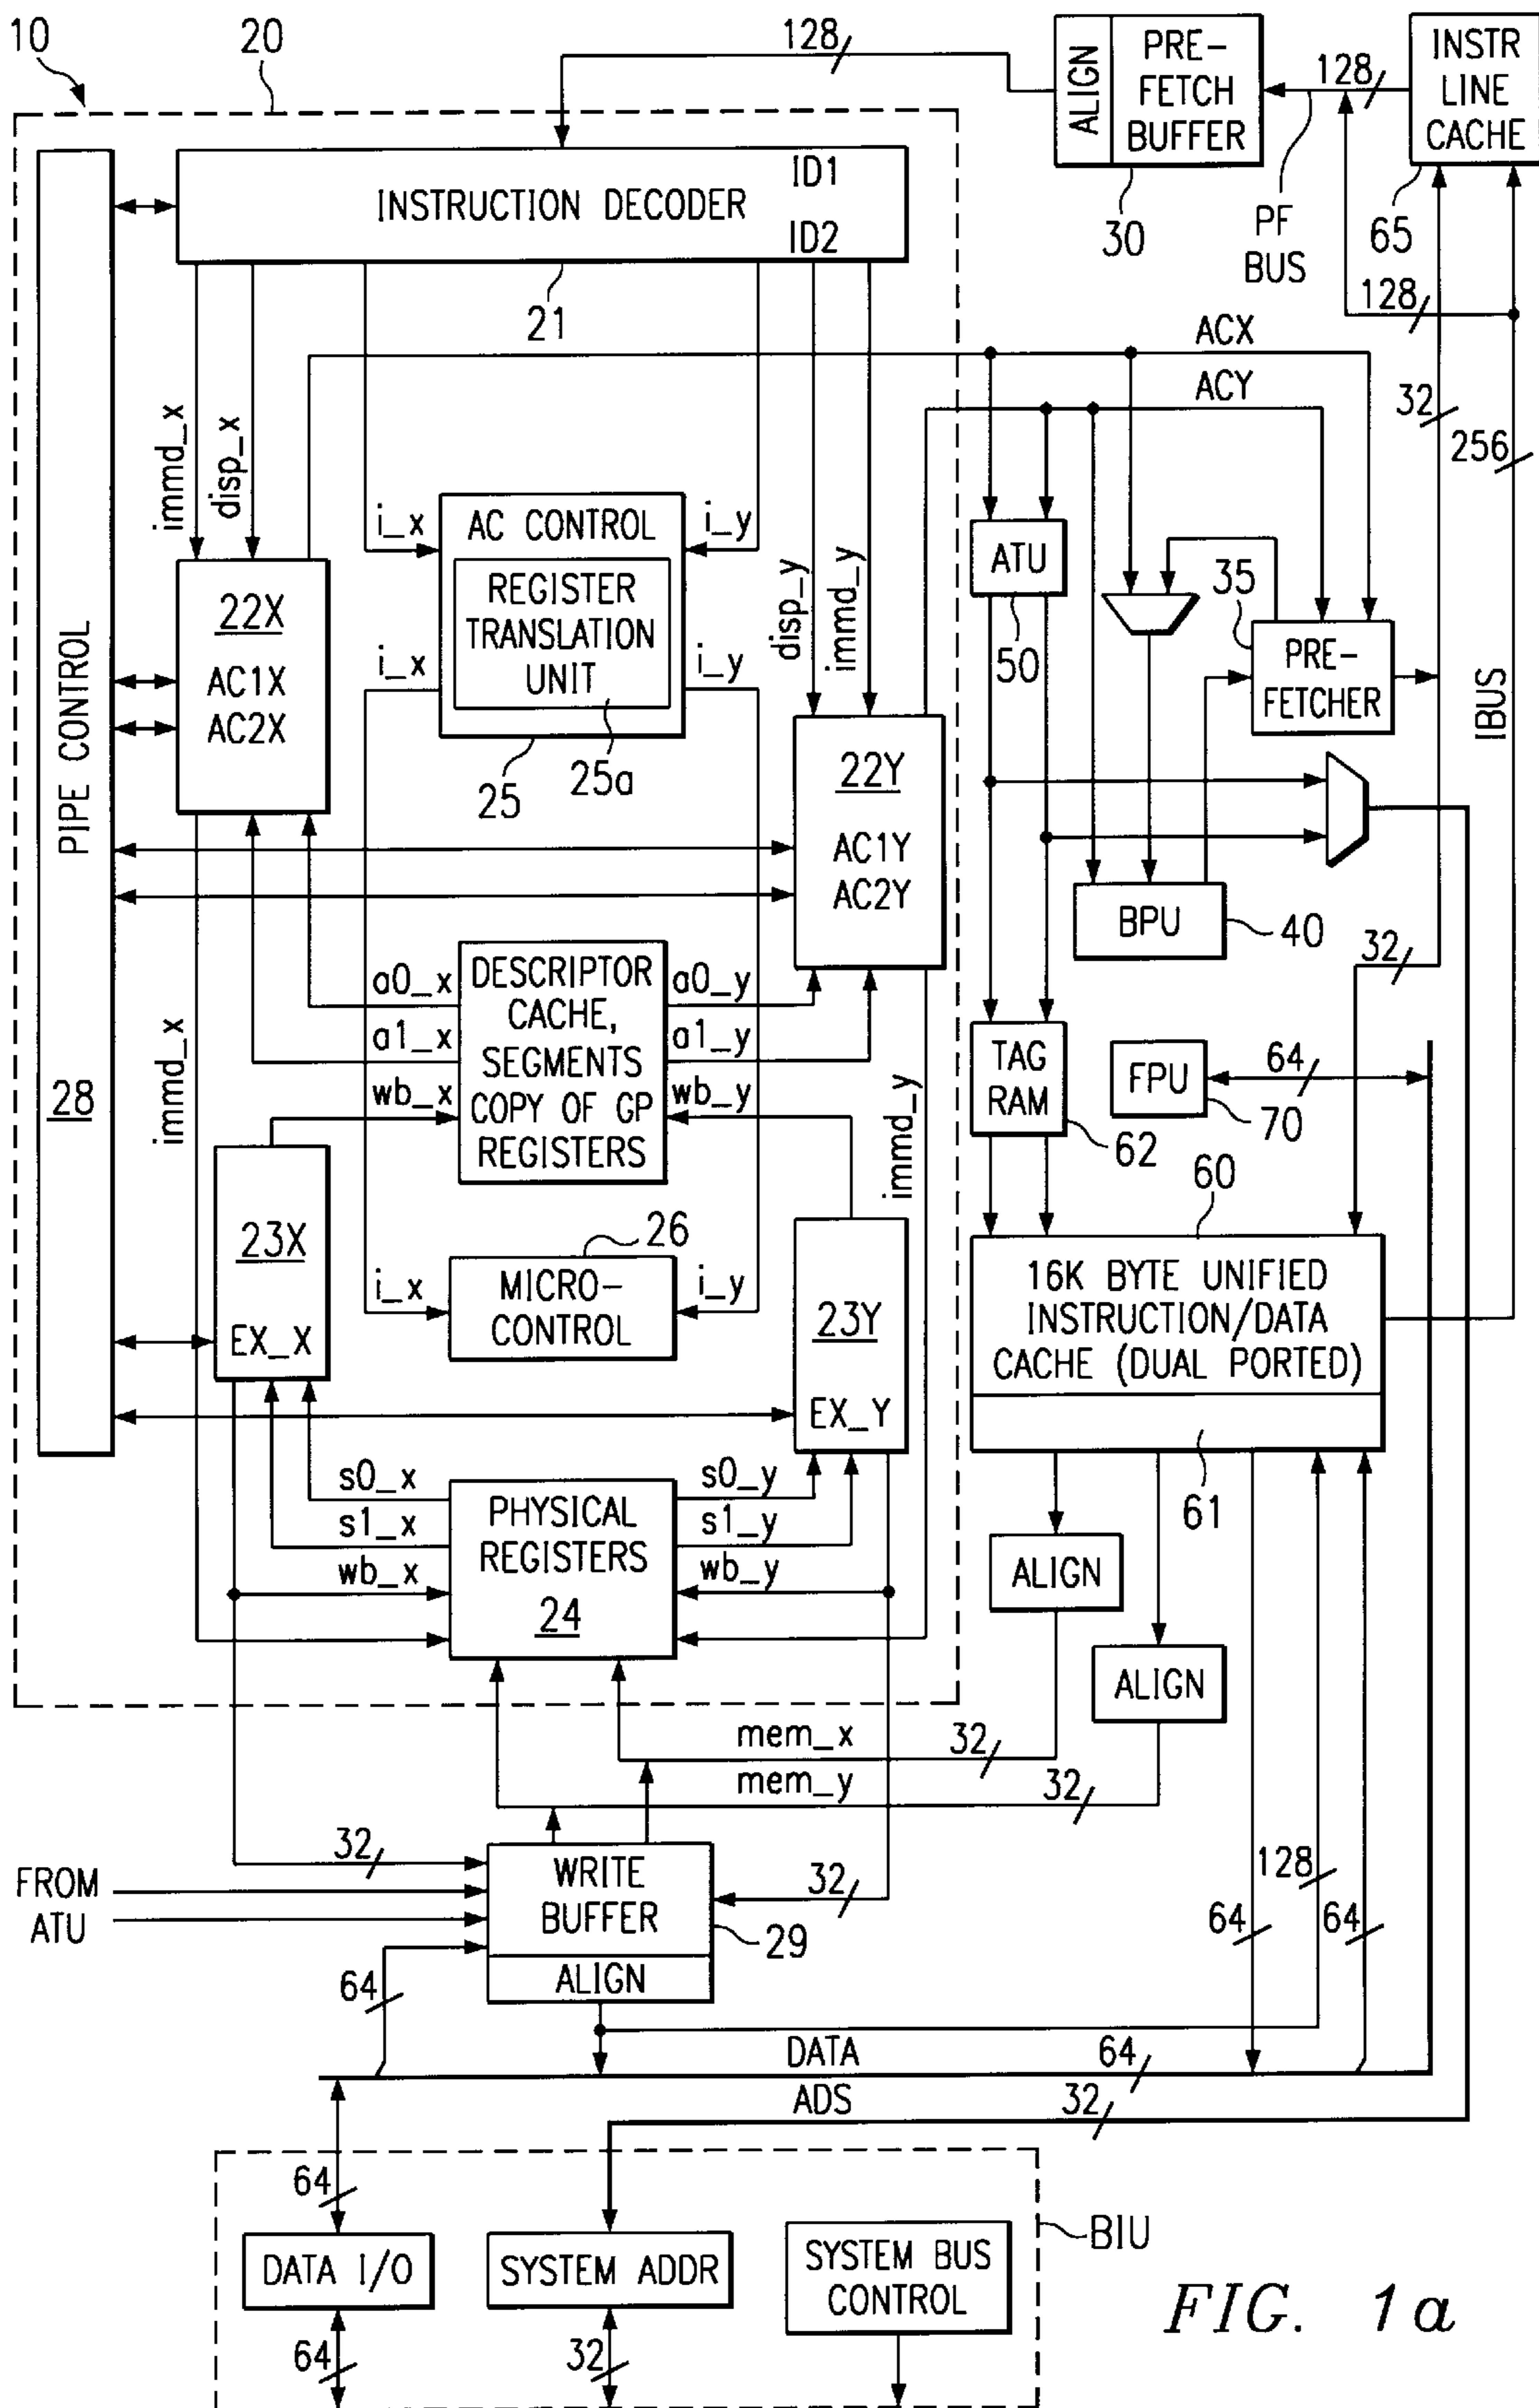 10
20
128
ALIGN
PRE-
FETCH
BUFFER
30
128
PF
BUS
INSTR
LINE
CACHE
65
128
INSTRUCTION DECODER
ID1
ID2
21
PIPE CONTROL
28
immd_x
disp_x
ACX
ACY
32
256
IBUS
i_x
AC CONTROL
i_y
REGISTER
TRANSLATION
UNIT
i_x
i_y
25
25a
22X
AC1X
AC2X
disp_y
immd_y
22Y
AC1Y
AC2Y
ATU
50
35
PRE-
FETCHER
BPU
40
32
a0_x
a1_x
wb_x
DESCRIPTOR
CACHE,
SEGMENTS
COPY OF GP
REGISTERS
a0_y
a1_y
wb_y
immd_x
immd_y
TAG
RAM
62
FPU
70
64
23X
EX_X
26
i_x
MICRO-
CONTROL
i_y
23Y
EX_Y
60
16K BYTE UNIFIED
INSTRUCTION/DATA
CACHE (DUAL PORTED)
61
s0_x
s1_x
wb_x
PHYSICAL
REGISTERS
24
s0_y
s1_y
wb_y
ALIGN
ALIGN
mem_x
32
mem_y
32
32
FROM
ATU
WRITE
BUFFER
ALIGN
29
32
64
128
64
64
DATA
64
ADS
32
64
DATA I/O
SYSTEM ADDR
SYSTEM BUS
CONTROL
BIU
64
32
FIG. 1a